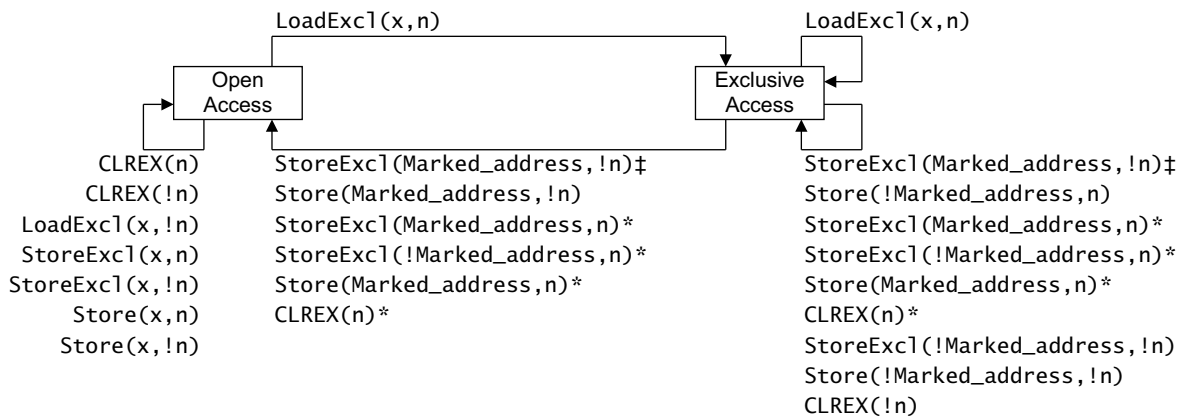 LoadExcl(x,n)
LoadExcl(x,n)
Open
Access
Exclusive
Access
CLREX(n)
CLREX(!n)
LoadExcl(x,!n)
StoreExcl(x,n)
StoreExcl(x,!n)
Store(x,n)
Store(x,!n)
StoreExcl(Marked_address,!n)‡
Store(Marked_address,!n)
StoreExcl(Marked_address,n)*
StoreExcl(!Marked_address,n)*
Store(Marked_address,n)*
CLREX(n)*
StoreExcl(Marked_address,!n)‡
Store(!Marked_address,n)
StoreExcl(Marked_address,n)*
StoreExcl(!Marked_address,n)*
Store(Marked_address,n)*
CLREX(n)*
StoreExcl(!Marked_address,!n)
Store(!Marked_address,!n)
CLREX(!n)